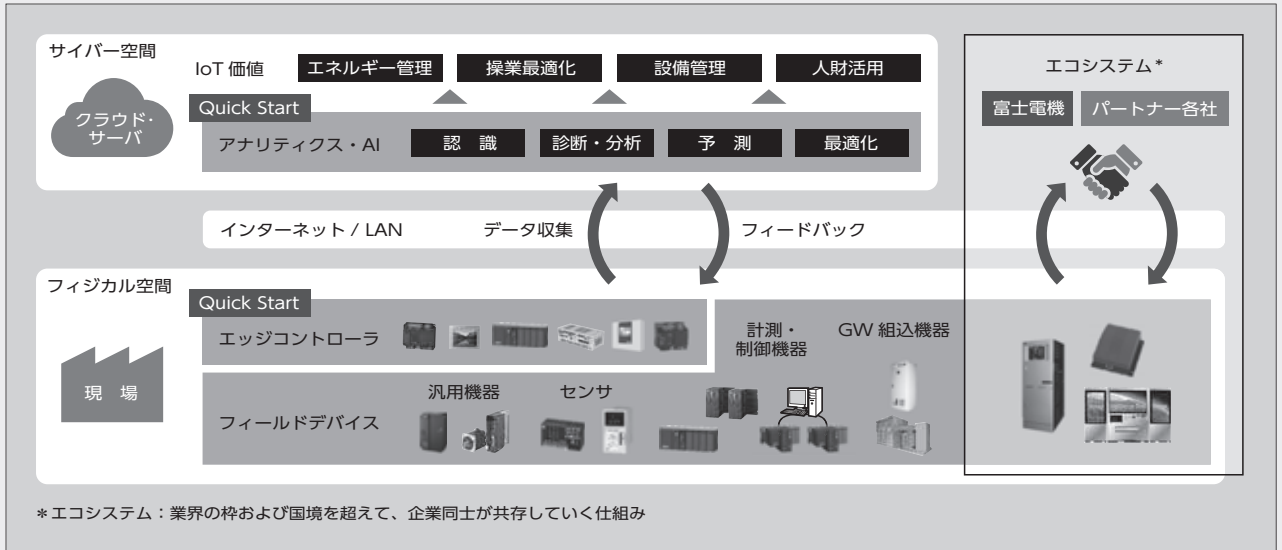 サイバー空間
クラウド・
サーバ
IoT 価値
エネルギー管理
操業最適化
設備管理
人財活用
Quick Start
アナリティクス・AI
認 識
診断・分析
予 測
最適化
エコシステム*
富士電機
パートナー各社
インターネット / LAN
データ収集
フィードバック
フィジカル空間
現 場
Quick Start
エッジコントローラ
計測・
制御機器
GW 組込機器
汎用機器
センサ
フィールドデバイス
*エコシステム：業界の枠および国境を超えて、企業同士が共存していく仕組み